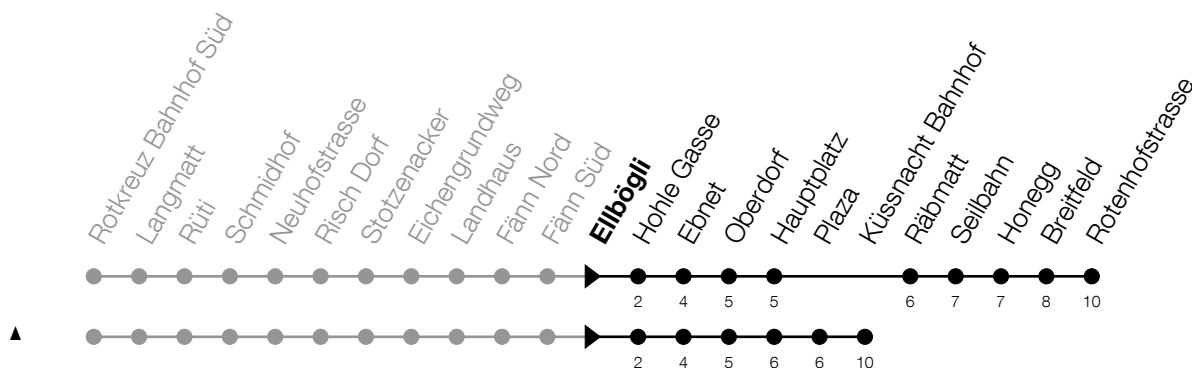 Rotkreuz Bahnhof Süd
Langmatt
Rüti
Schmidhof
Neuhofstrasse
Risch Dorf
Stotzenacker
Eichengrundweg
Landhaus
Fänn Nord
Fänn Süd
Ellbögli
Hohle Gasse
Ebnet
Oberdorf
Hauptplatz
Plaza
Küssnacht Bahnhof
Räbmatt
Seilbahn
Honegg
Breitfeld
Rotenhofstrasse
2 4 5 5 6 7 7 8 10
2 4 5 6 6 10